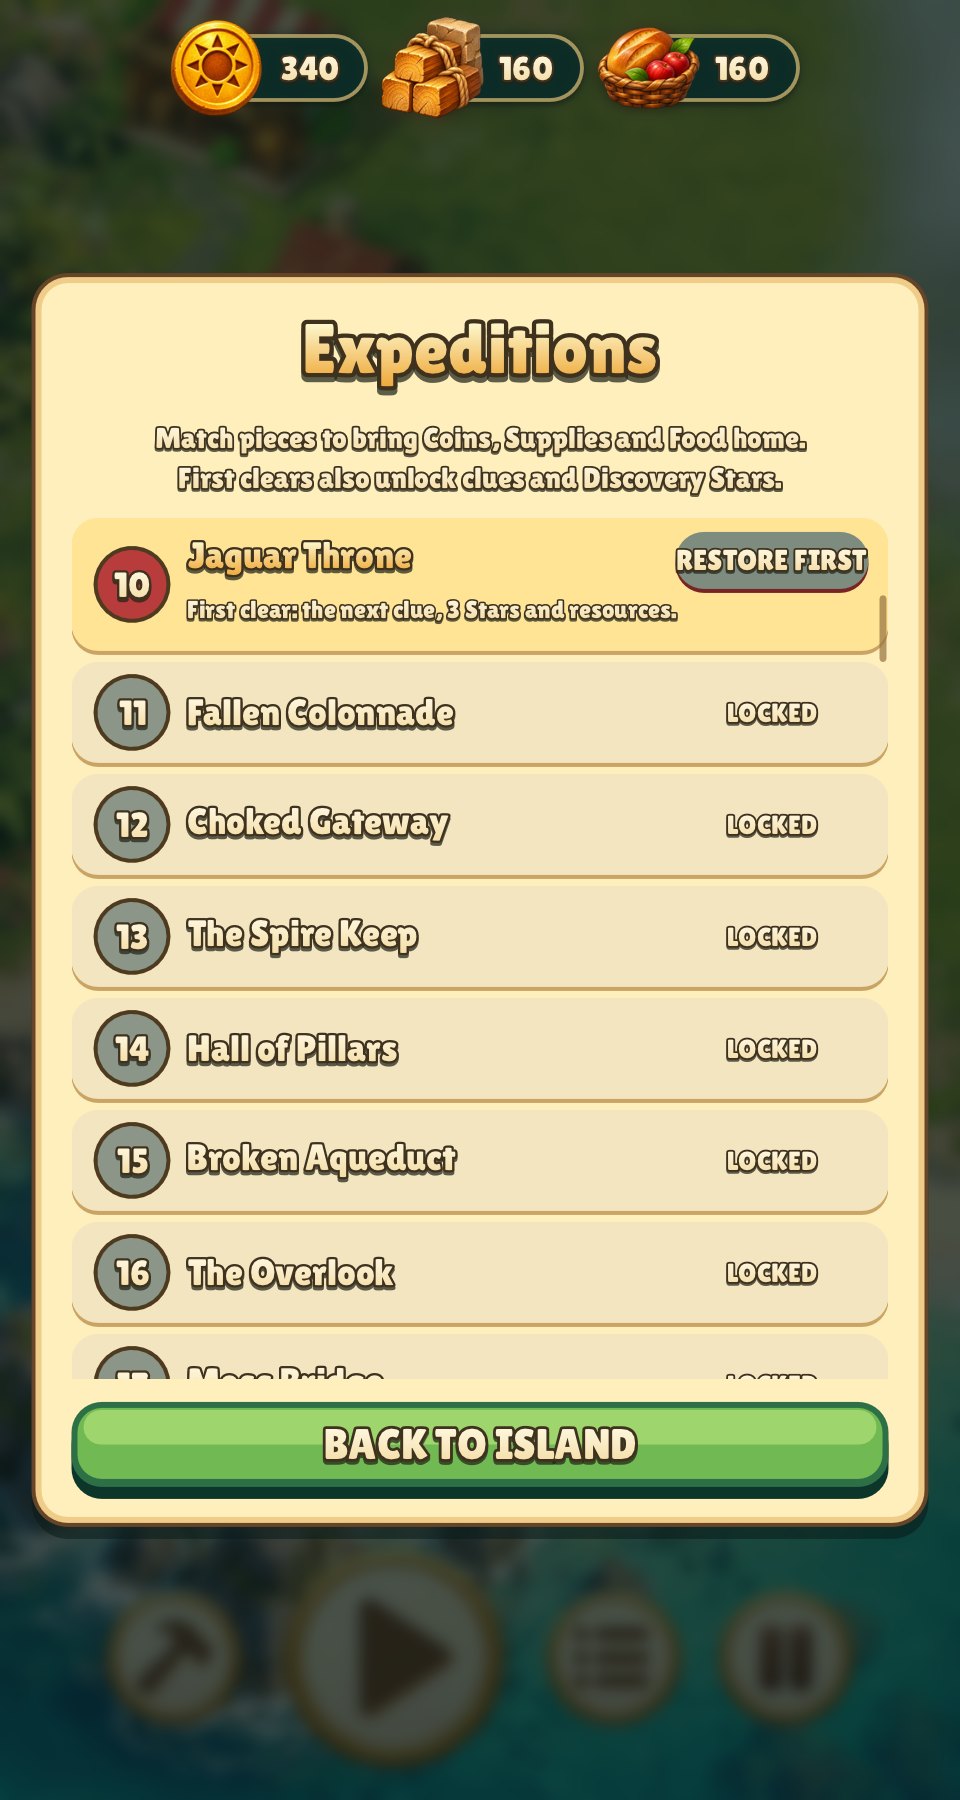 340
160
160
Expeditions
Match pieces to bring Coins, Supplies and Food home.
First clears also unlock clues and Discovery Stars.
10
Jaguar Throne
RESTORE FIRST
First clear: the next clue, 3 Stars and resources.
11
Fallen Colonnade
LOCKED
12
Choked Gateway
LOCKED
13
The Spire Keep
LOCKED
14
Hall of Pillars
LOCKED
15
Broken Aqueduct
LOCKED
16
The Overlook
LOCKED
BACK TO ISLAND